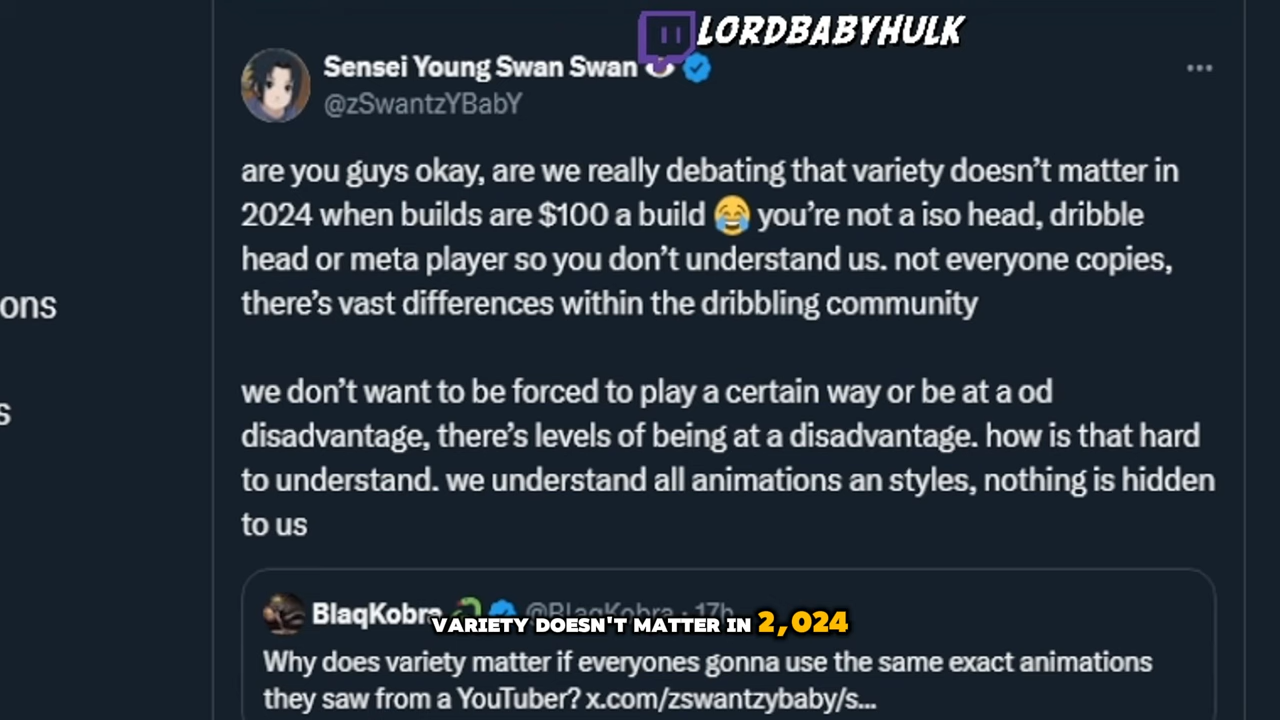 LORDBABYHULK
Sensei Young Swan Swan
@zSwantzYBabY
are you guys okay, are we really debating that variety doesn’t matter in
2024 when builds are $100 a build 😂 you’re not a iso head, dribble
head or meta player so you don’t understand us. not everyone copies,
ons
there’s vast differences within the dribbling community
we don’t want to be forced to play a certain way or be at a od
s
disadvantage, there’s levels of being at a disadvantage. how is that hard
to understand. we understand all animations an styles, nothing is hidden
to us
BlaqKobra @BlaqKobra · 17h
VARIETY DOESN'T MATTER IN 2,024
Why does variety matter if everyones gonna use the same exact animations
they saw from a YouTuber? x.com/zswantzybaby/s...